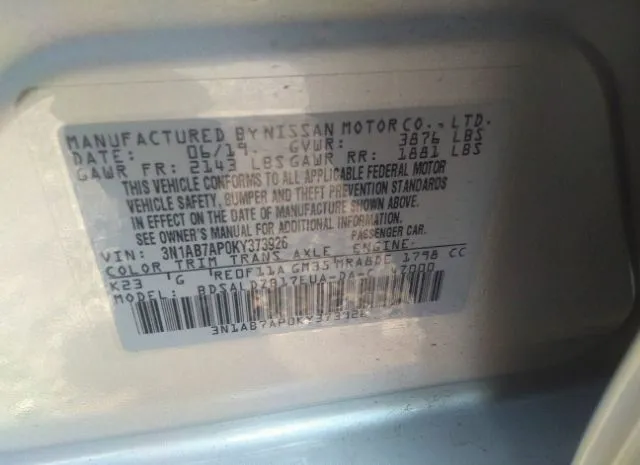 MANUFACTURED BY NISSAN MOTOR CO., LTD.
DATE: 06/19 GVWR: 3876 LBS
GAWR FR: 2143 LBS GAWR RR: 1881 LBS
THIS VEHICLE CONFORMS TO ALL APPLICABLE FEDERAL MOTOR
VEHICLE SAFETY, BUMPER AND THEFT PREVENTION STANDARDS
IN EFFECT ON THE DATE OF MANUFACTURE SHOWN ABOVE.
SEE OWNER'S MANUAL FOR ADDITIONAL INFORMATION.
VIN: 3N1AB7AP0KY373926 PASSENGER CAR.
COLOR TRIM TRANS AXLE ENGINE:
K23 G RE0F11A GM35 MRA8DE 1798 CC
MODEL:
3N1AB7AP0KY373926